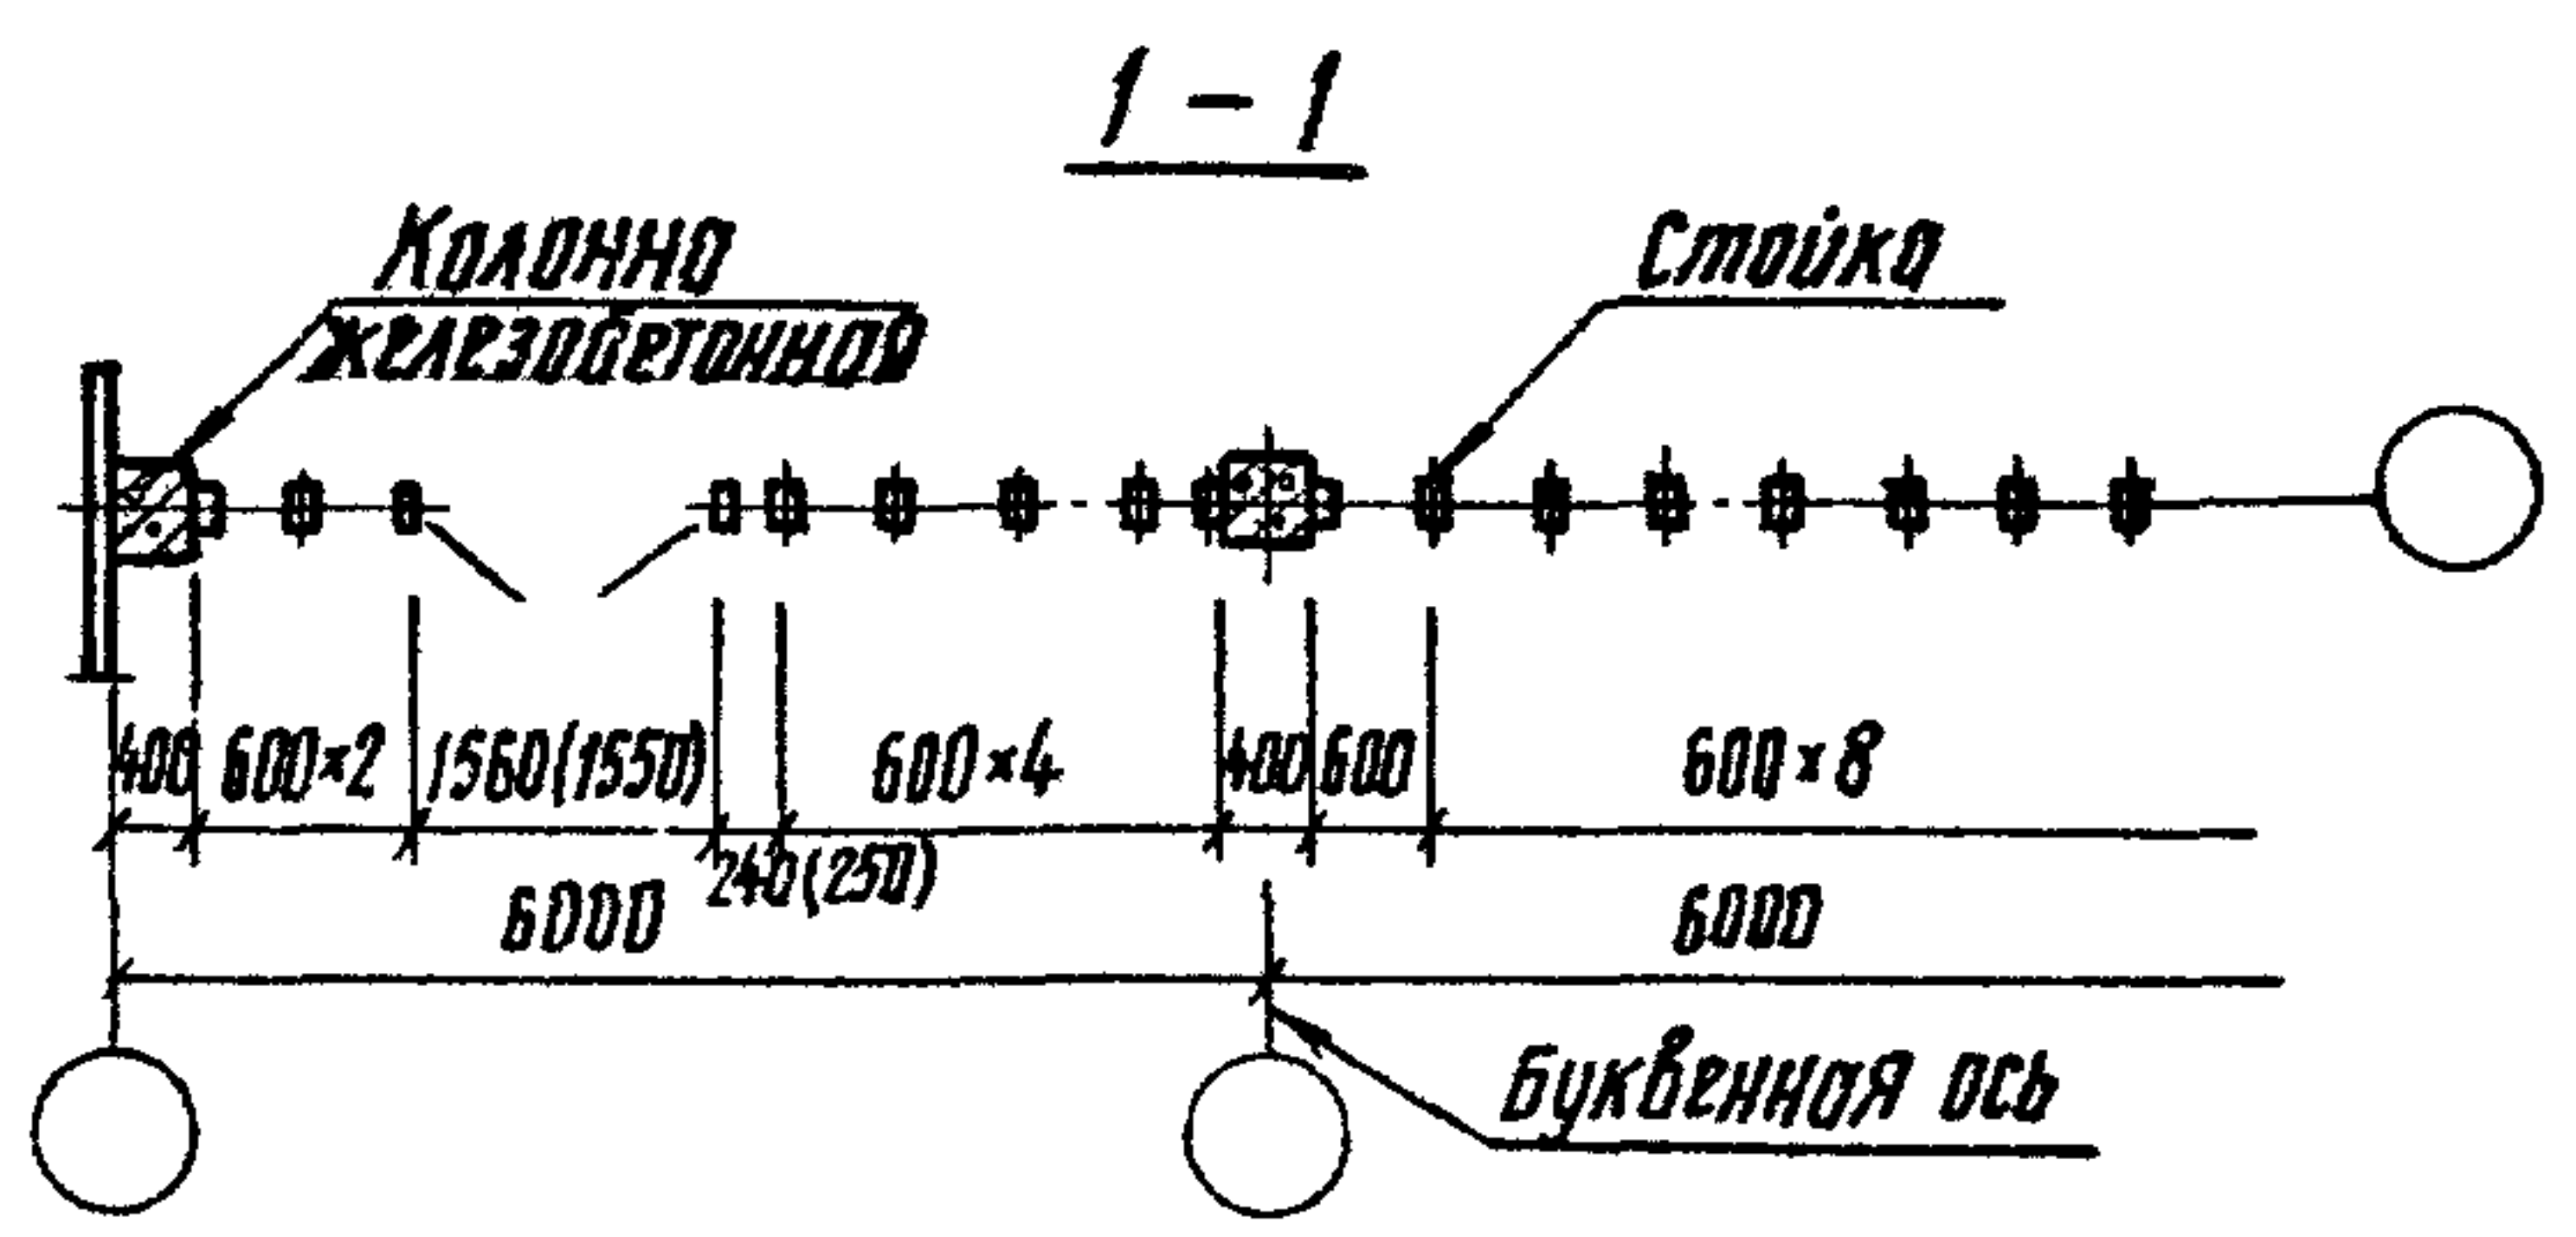 1 – 1
Колонна
железобетонная
Стойка
400 600×2 1560(1550) 600×4 400 600 600×8
240(250)
6000 6000
Буквенная ось